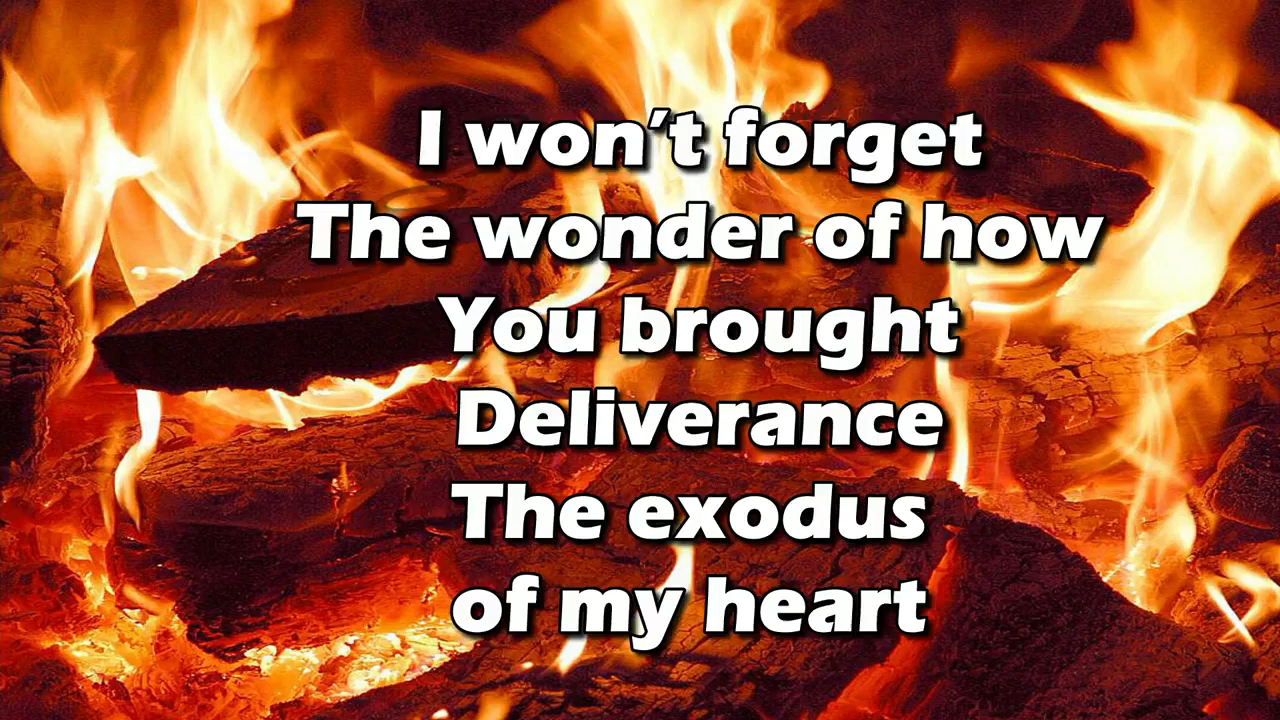 I won't forget
The wonder of how
You brought
Deliverance
The exodus
of my heart